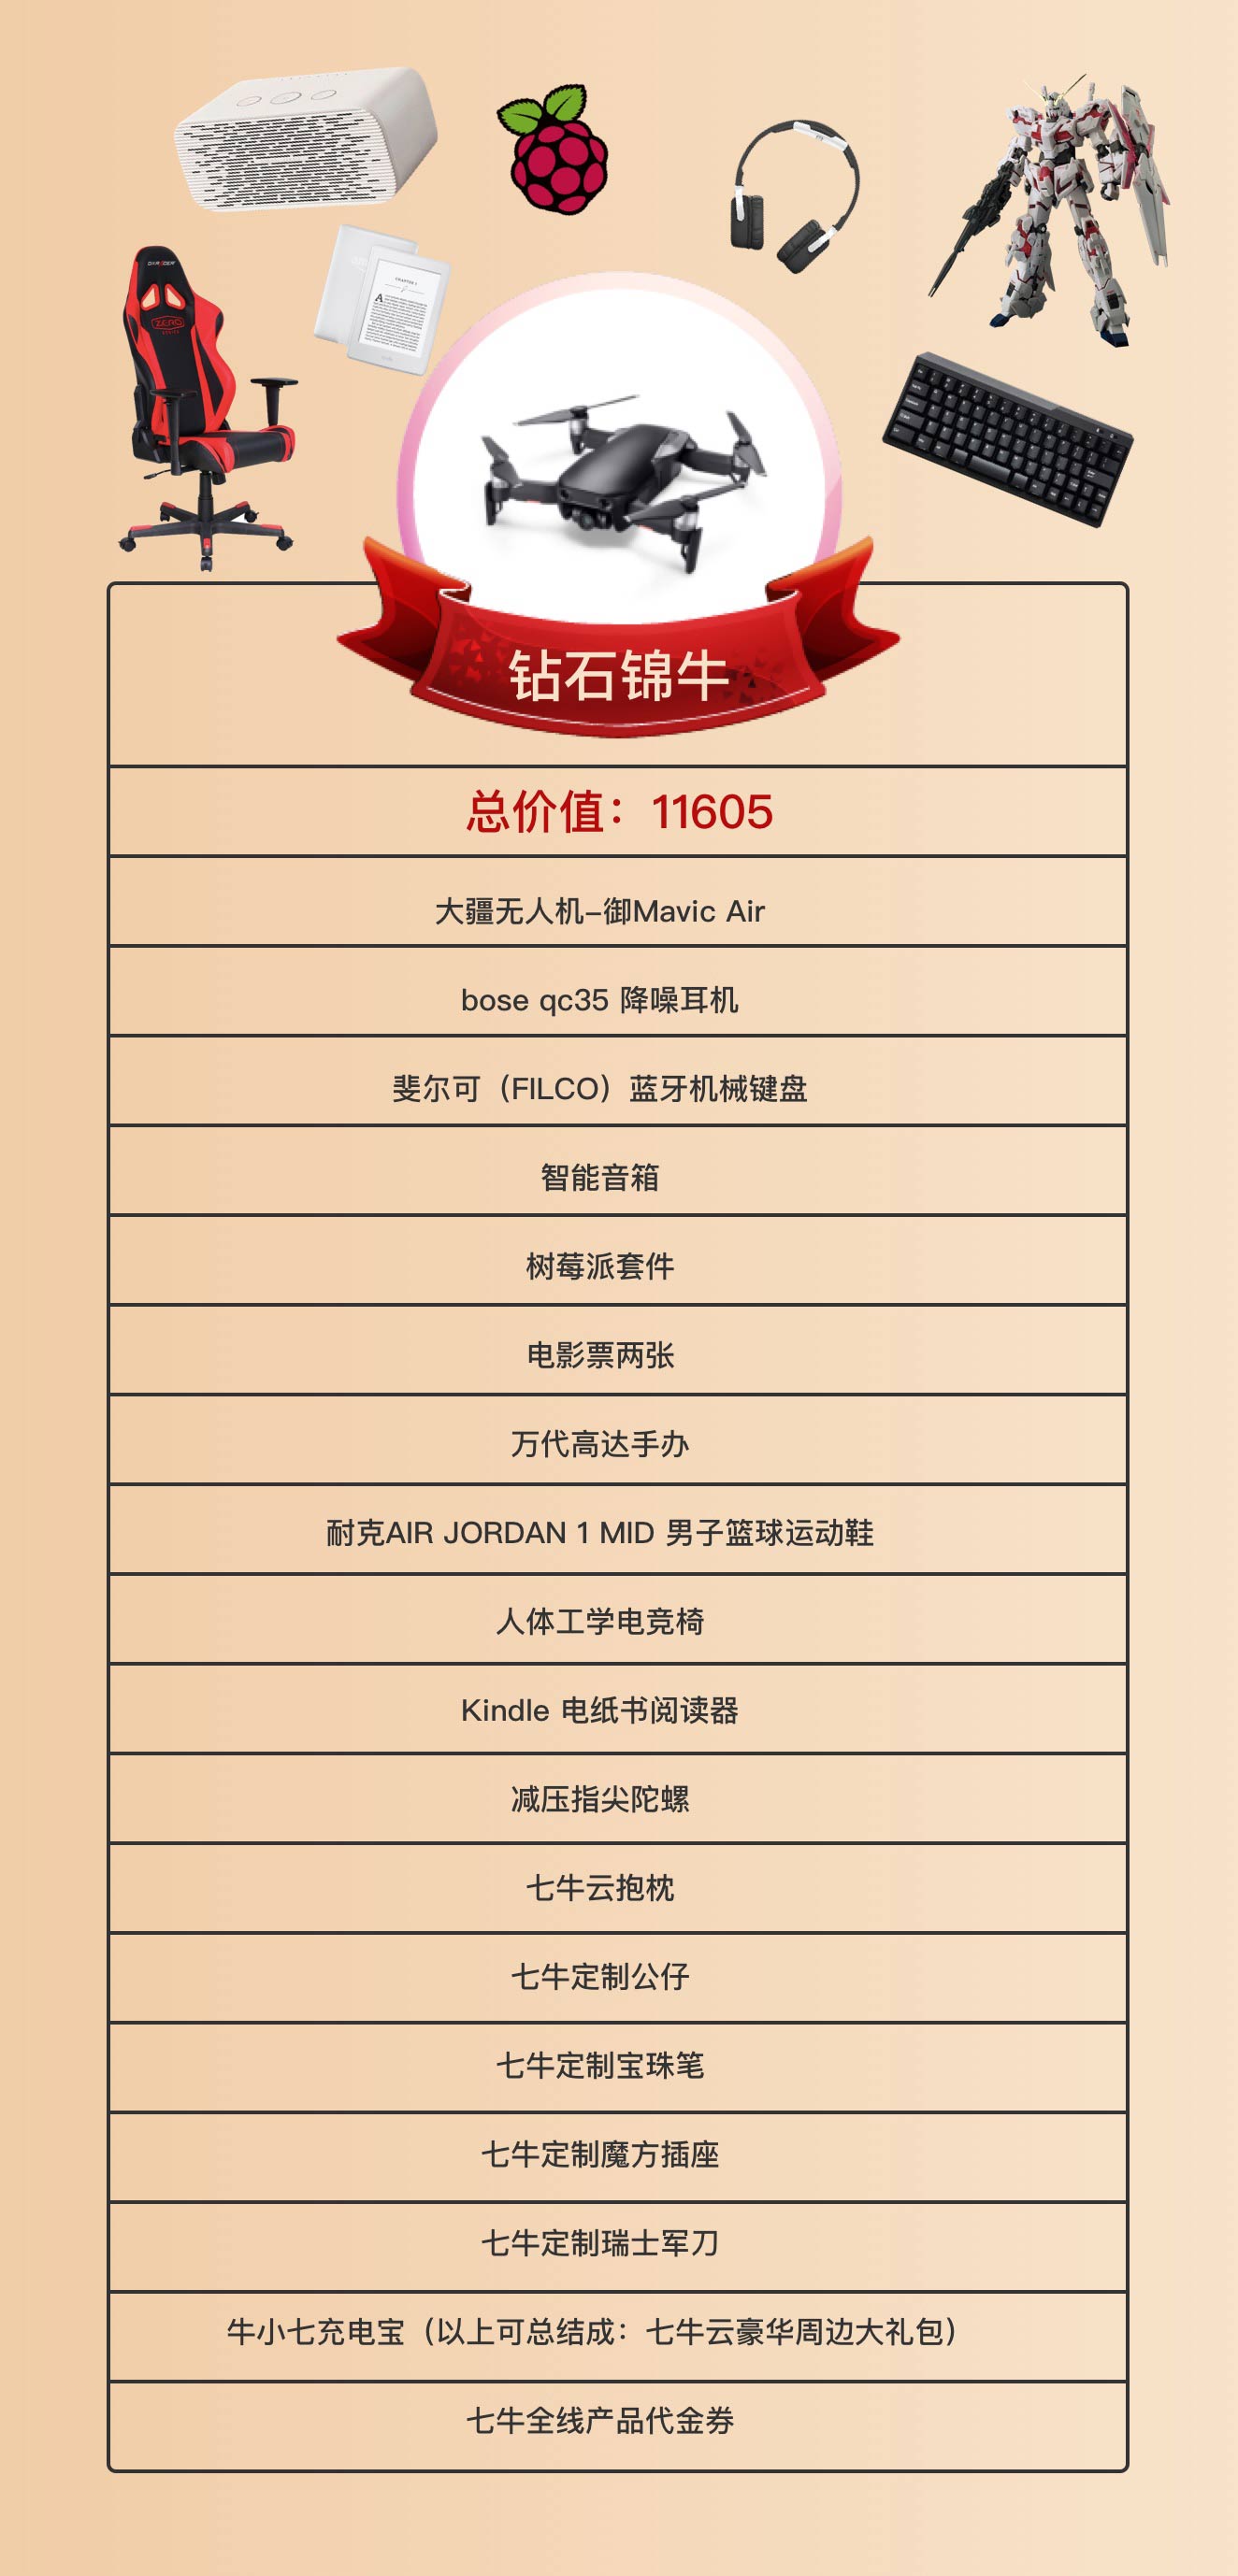 ZERO
CHAPTER I
钻石锦牛
总价值：11605
大疆无人机–御Mavic Air
bose qc35 降噪耳机
斐尔可（FILCO）蓝牙机械键盘
智能音箱
树莓派套件
电影票两张
万代高达手办
耐克AIR JORDAN 1 MID 男子篮球运动鞋
人体工学电竞椅
Kindle 电纸书阅读器
减压指尖陀螺
七牛云抱枕
七牛定制公仔
七牛定制宝珠笔
七牛定制魔方插座
七牛定制瑞士军刀
牛小七充电宝（以上可总结成：七牛云豪华周边大礼包）
七牛全线产品代金券